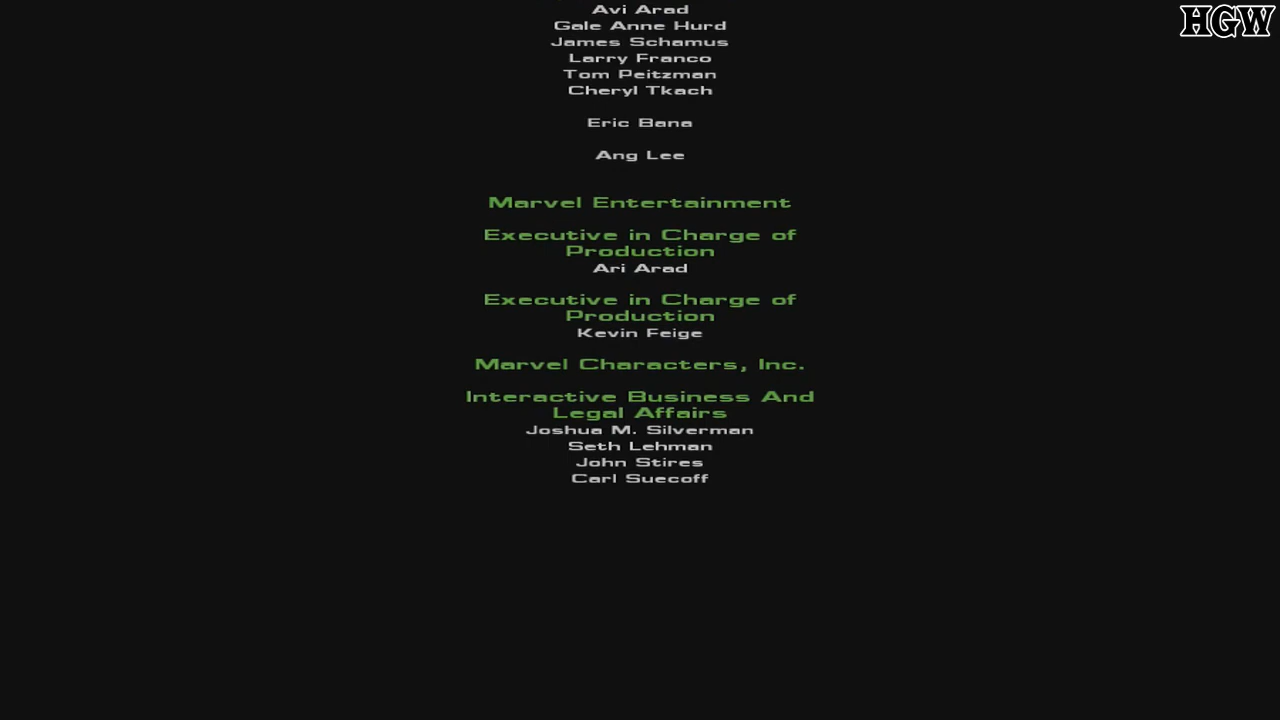 HGW
Avi Arad
Gale Anne Hurd
James Schamus
Larry Franco
Tom Peitzman
Cheryl Tkach
Eric Bana
Ang Lee
Marvel Entertainment
Executive in Charge of
Production
Ari Arad
Executive in Charge of
Production
Kevin Feige
Marvel Characters, Inc.
Interactive Business And
Legal Affairs
Joshua M. Silverman
Seth Lehman
John Stires
Carl Suecoff